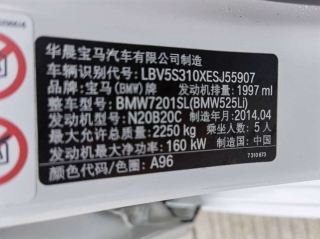 华晨宝马汽车有限公司制造
车辆识别代号: LBV5S310XESJ55907
品牌: 宝马(BMW)牌 发动机排量: 1997 ml
整车型号: BMW7201SL(BMW525Li)
发动机型号: N20B20C 制造年月: 2014.04
最大允许总质量: 2250 kg 乘坐人数: 5 人
发动机最大净功率: 160 kW 制造国: 中国
颜色代码/色圈: A96
7310673